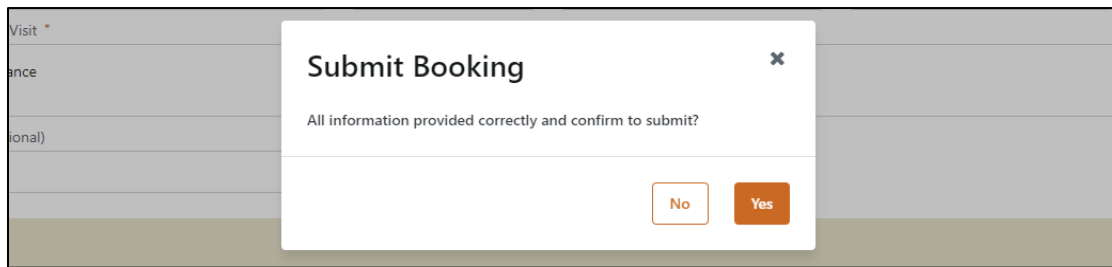 Visit *
ance
ional)
Submit Booking
All information provided correctly and confirm to submit?
No
Yes